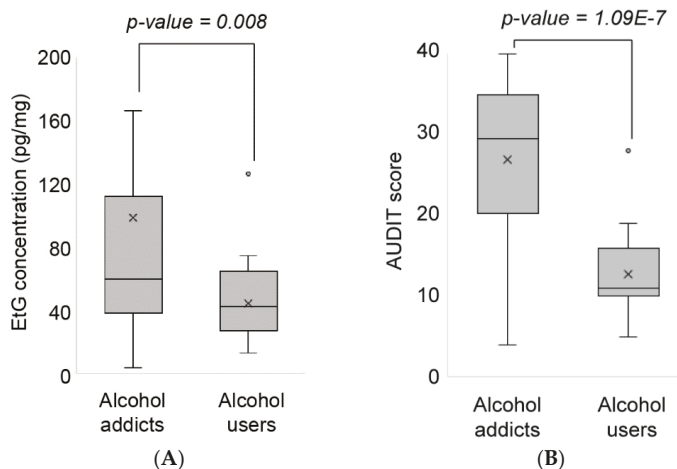 p-value = 0.008
EtG concentration (pg/mg)
200
160
120
80
40
0
Alcohol addicts
Alcohol users
(A)
p-value = 1.09E-7
AUDIT score
40
30
20
10
0
Alcohol addicts
Alcohol users
(B)